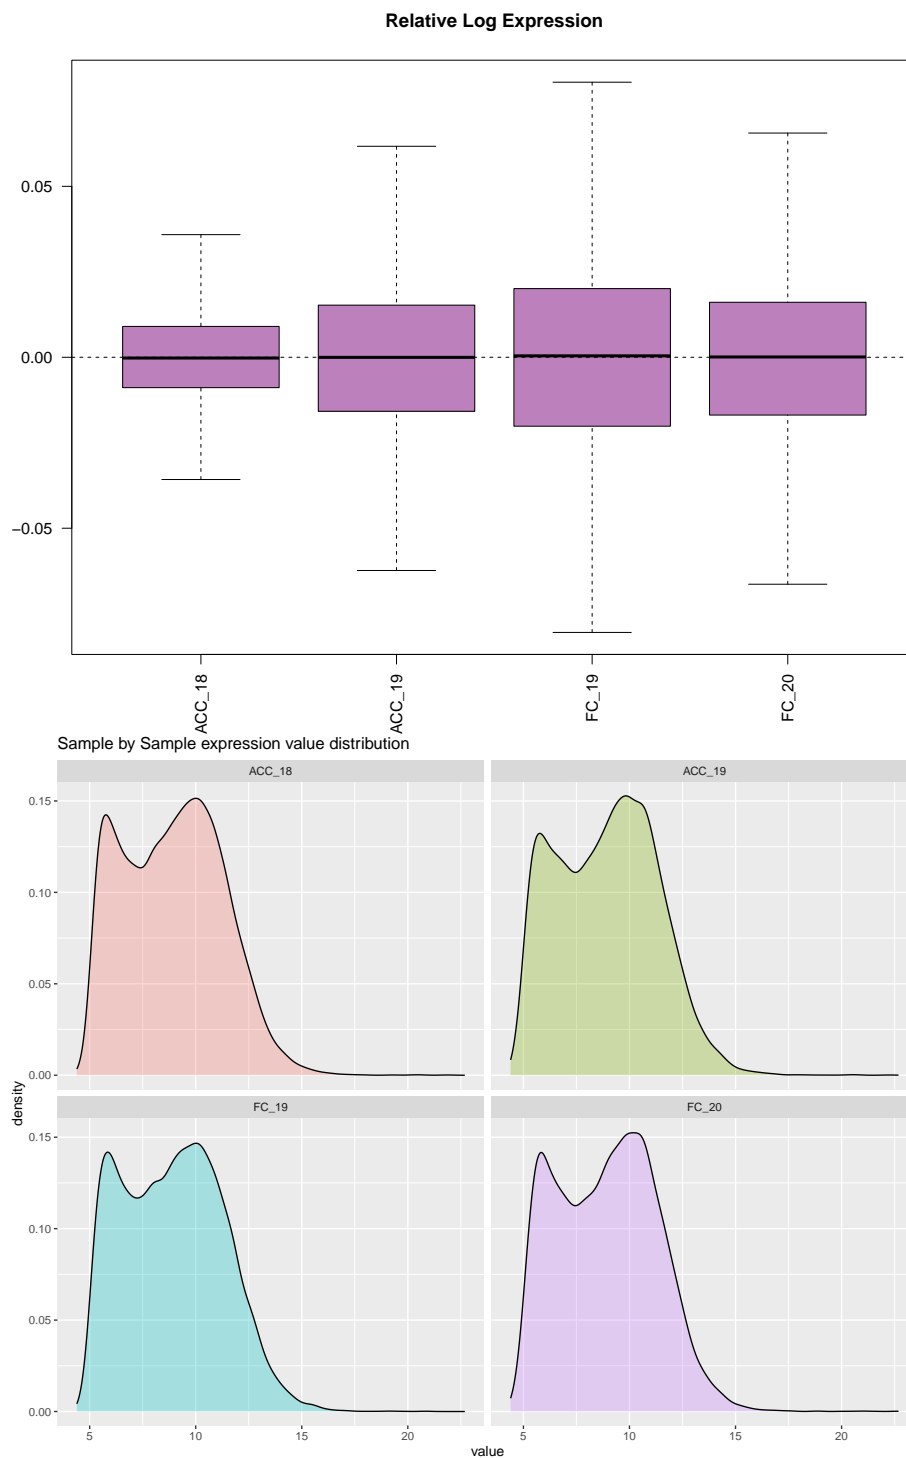 Relative Log Expression
0.05
0.00
−0.05
ACC_18
ACC_19
FC_19
FC_20
Sample by Sample expression value distribution
ACC_18
ACC_19
0.15
0.10
0.05
0.00
density
FC_19
FC_20
0.15
0.10
0.05
0.00
5
10
15
20
5
10
15
20
value